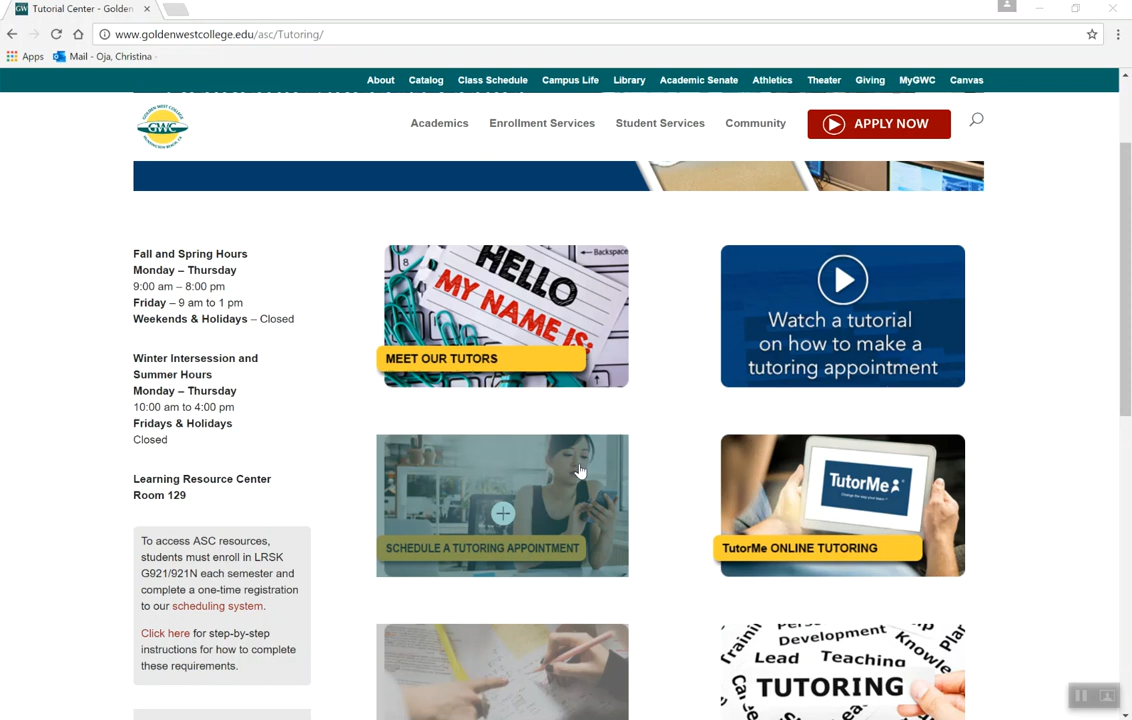 Tutorial Center - Golden
www.goldenwestcollege.edu/asc/Tutoring/
Apps Mail - Oja, Christina -
About Catalog Class Schedule Campus Life Library Academic Senate Athletics Theater Giving MyGWC Canvas
GWC
Academics Enrollment Services Student Services Community APPLY NOW
Fall and Spring Hours
Monday – Thursday
9:00 am – 8:00 pm
Friday – 9 am to 1 pm
Weekends & Holidays – Closed
Winter Intersession and
Summer Hours
Monday – Thursday
10:00 am to 4:00 pm
Fridays & Holidays
Closed
Learning Resource Center
Room 129
To access ASC resources,
students must enroll in LRSK
G921/921N each semester and
complete a one-time registration
to our scheduling system.
Click here for step-by-step
instructions for how to complete
these requirements.
Backspace
HELLO
MY NAME IS:
MEET OUR TUTORS
Watch a tutorial
on how to make a
tutoring appointment
SCHEDULE A TUTORING APPOINTMENT
TutorMe
TutorMe ONLINE TUTORING
Development
Lead Teaching
TUTORING